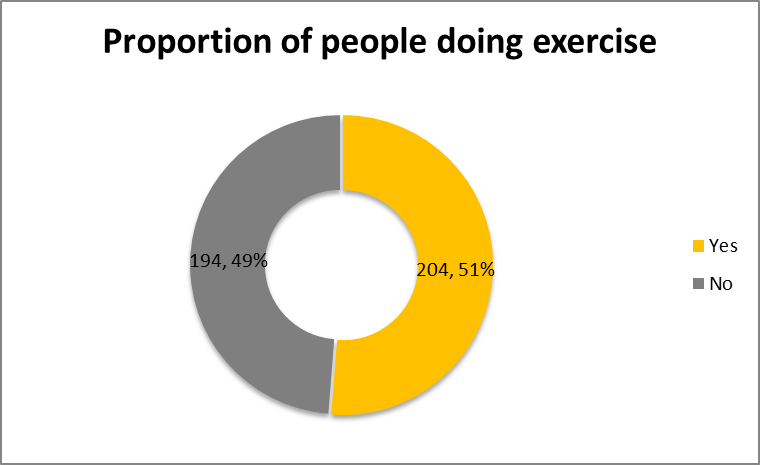 Proportion of people doing exercise
194, 49%
204, 51%
Yes
No